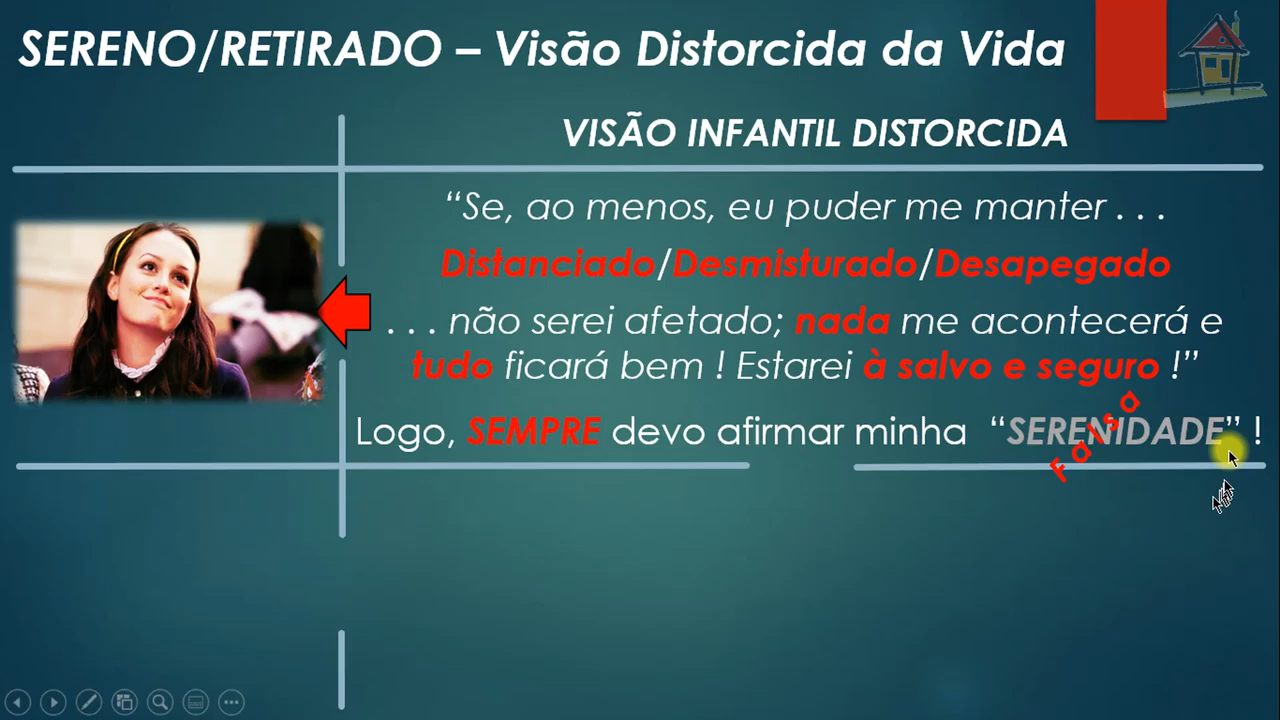 SERENO/RETIRADO – Visão Distorcida da Vida
VISÃO INFANTIL DISTORCIDA
“Se, ao menos, eu puder me manter . . .
Distanciado/Desmisturado/Desapegado
. . . não serei afetado; nada me acontecerá e
tudo ficará bem ! Estarei à salvo e seguro !”
Logo, SEMPRE devo afirmar minha “SERENIDADE” !
Falsa